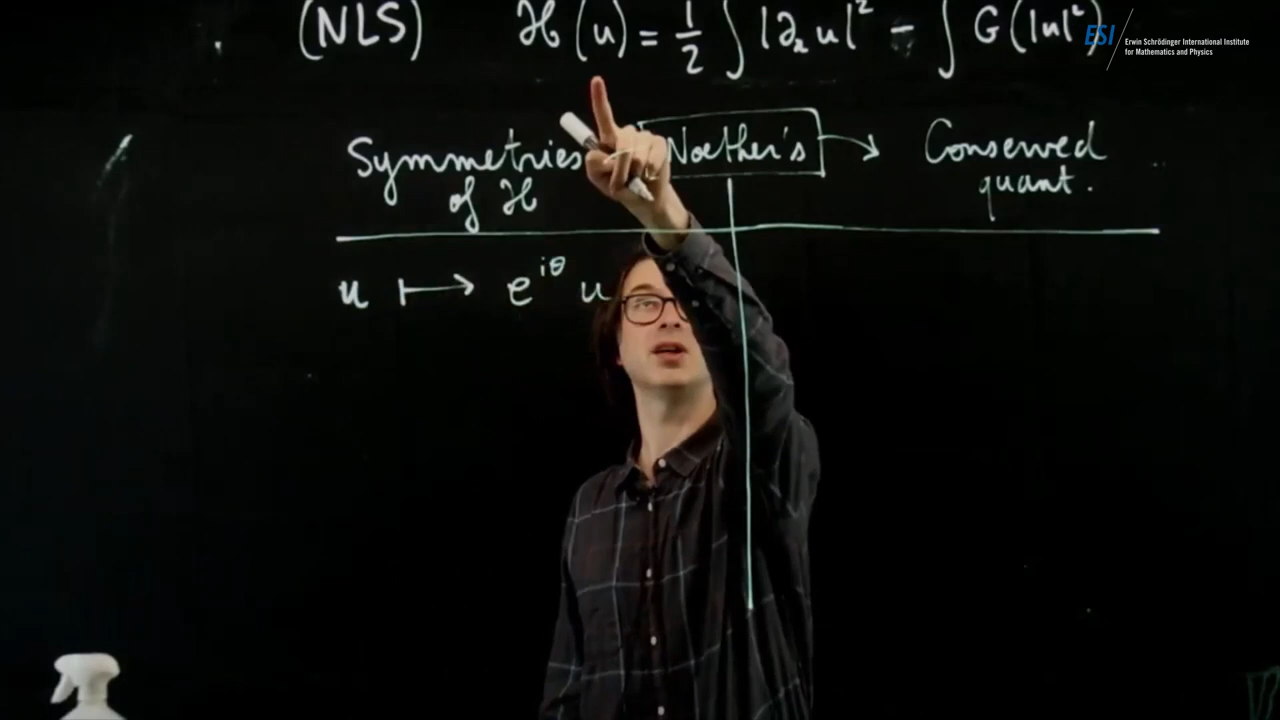 (NLS) ℋ(u) = 1/2 ∫ |∂ₓu|² - ∫ G(|u|²)
ESI Erwin Schrödinger International Institute
for Mathematics and Physics
Symmetries Noether's → Conserved
of ℋ quant.
u ↦ e^{iθ} u